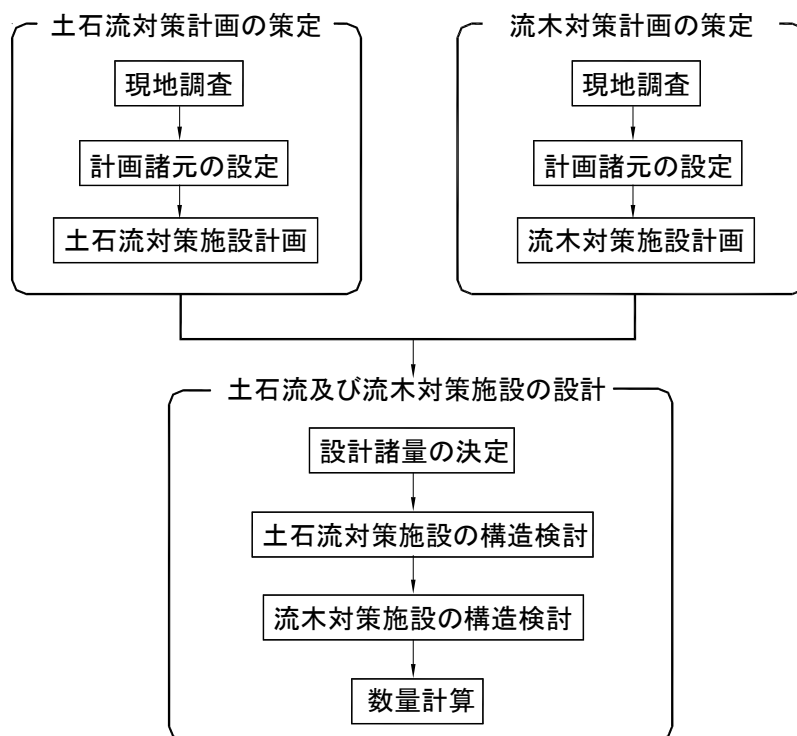 土石流対策計画の策定
現地調査
計画諸元の設定
土石流対策施設計画
流木対策計画の策定
現地調査
計画諸元の設定
流木対策施設計画
土石流及び流木対策施設の設計
設計諸量の決定
土石流対策施設の構造検討
流木対策施設の構造検討
数量計算